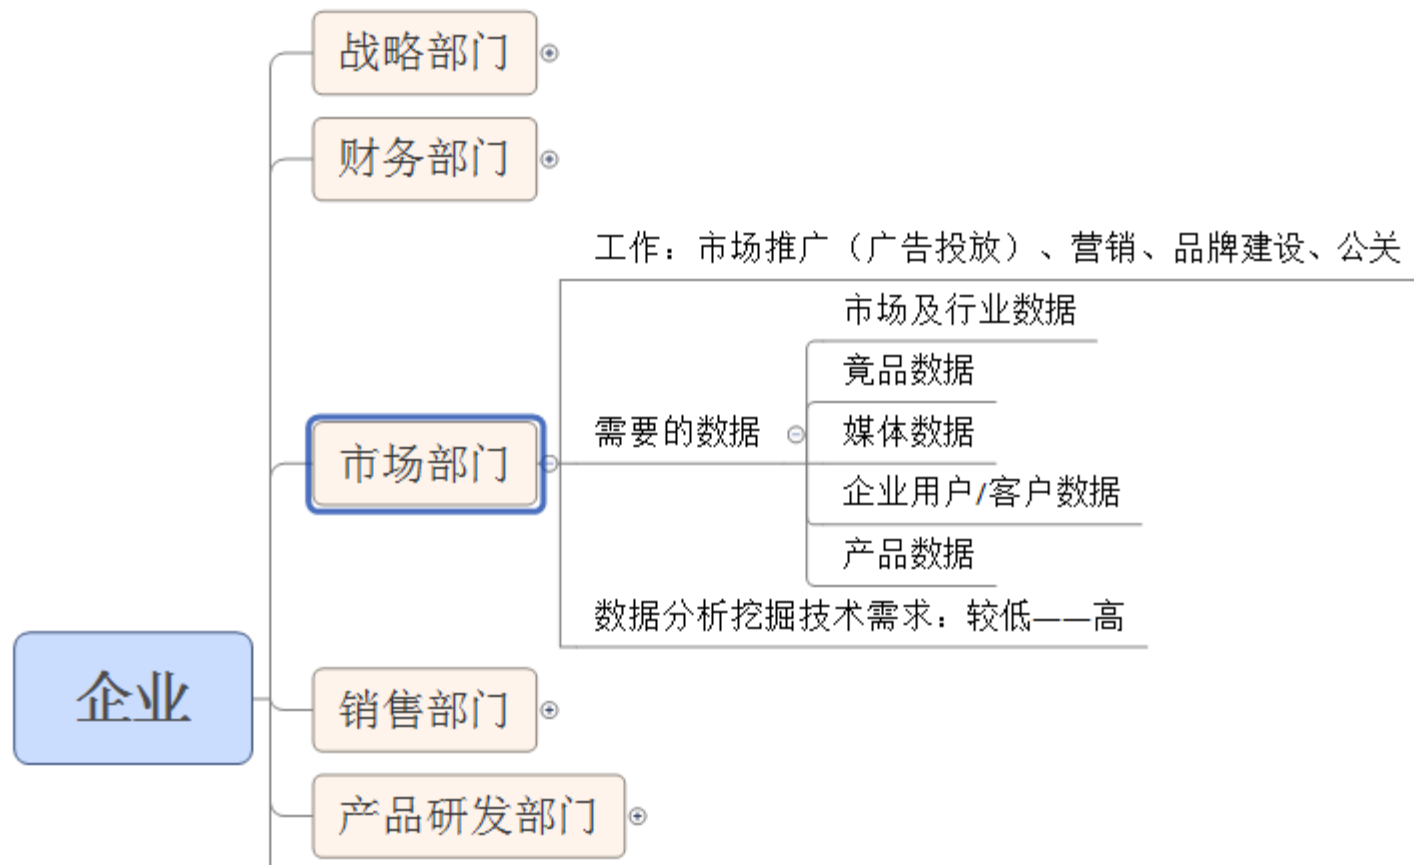 战略部门
财务部门
工作：市场推广（广告投放）、营销、品牌建设、公关
市场及行业数据
竟品数据
需要的数据
媒体数据
市场部门
企业用户/客户数据
产品数据
数据分析挖掘技术需求：较低——高
企业
销售部门
产品研发部门